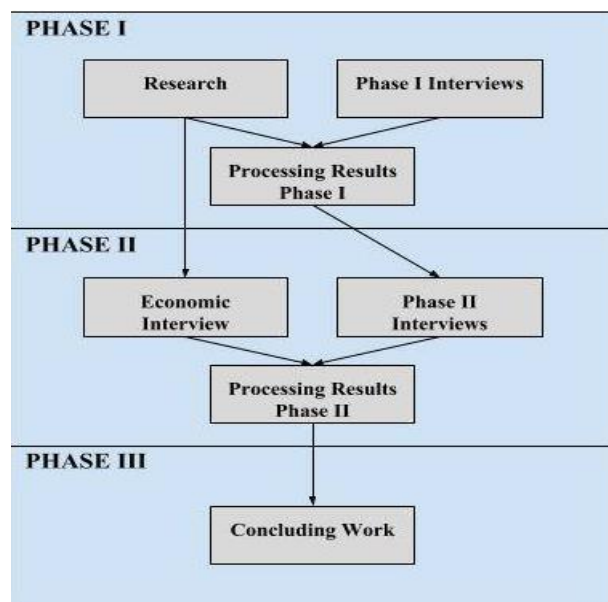 PHASE I
Research
Phase I Interviews
Processing Results
Phase I
PHASE II
Economic
Interview
Phase II
Interviews
Processing Results
Phase II
PHASE III
Concluding Work